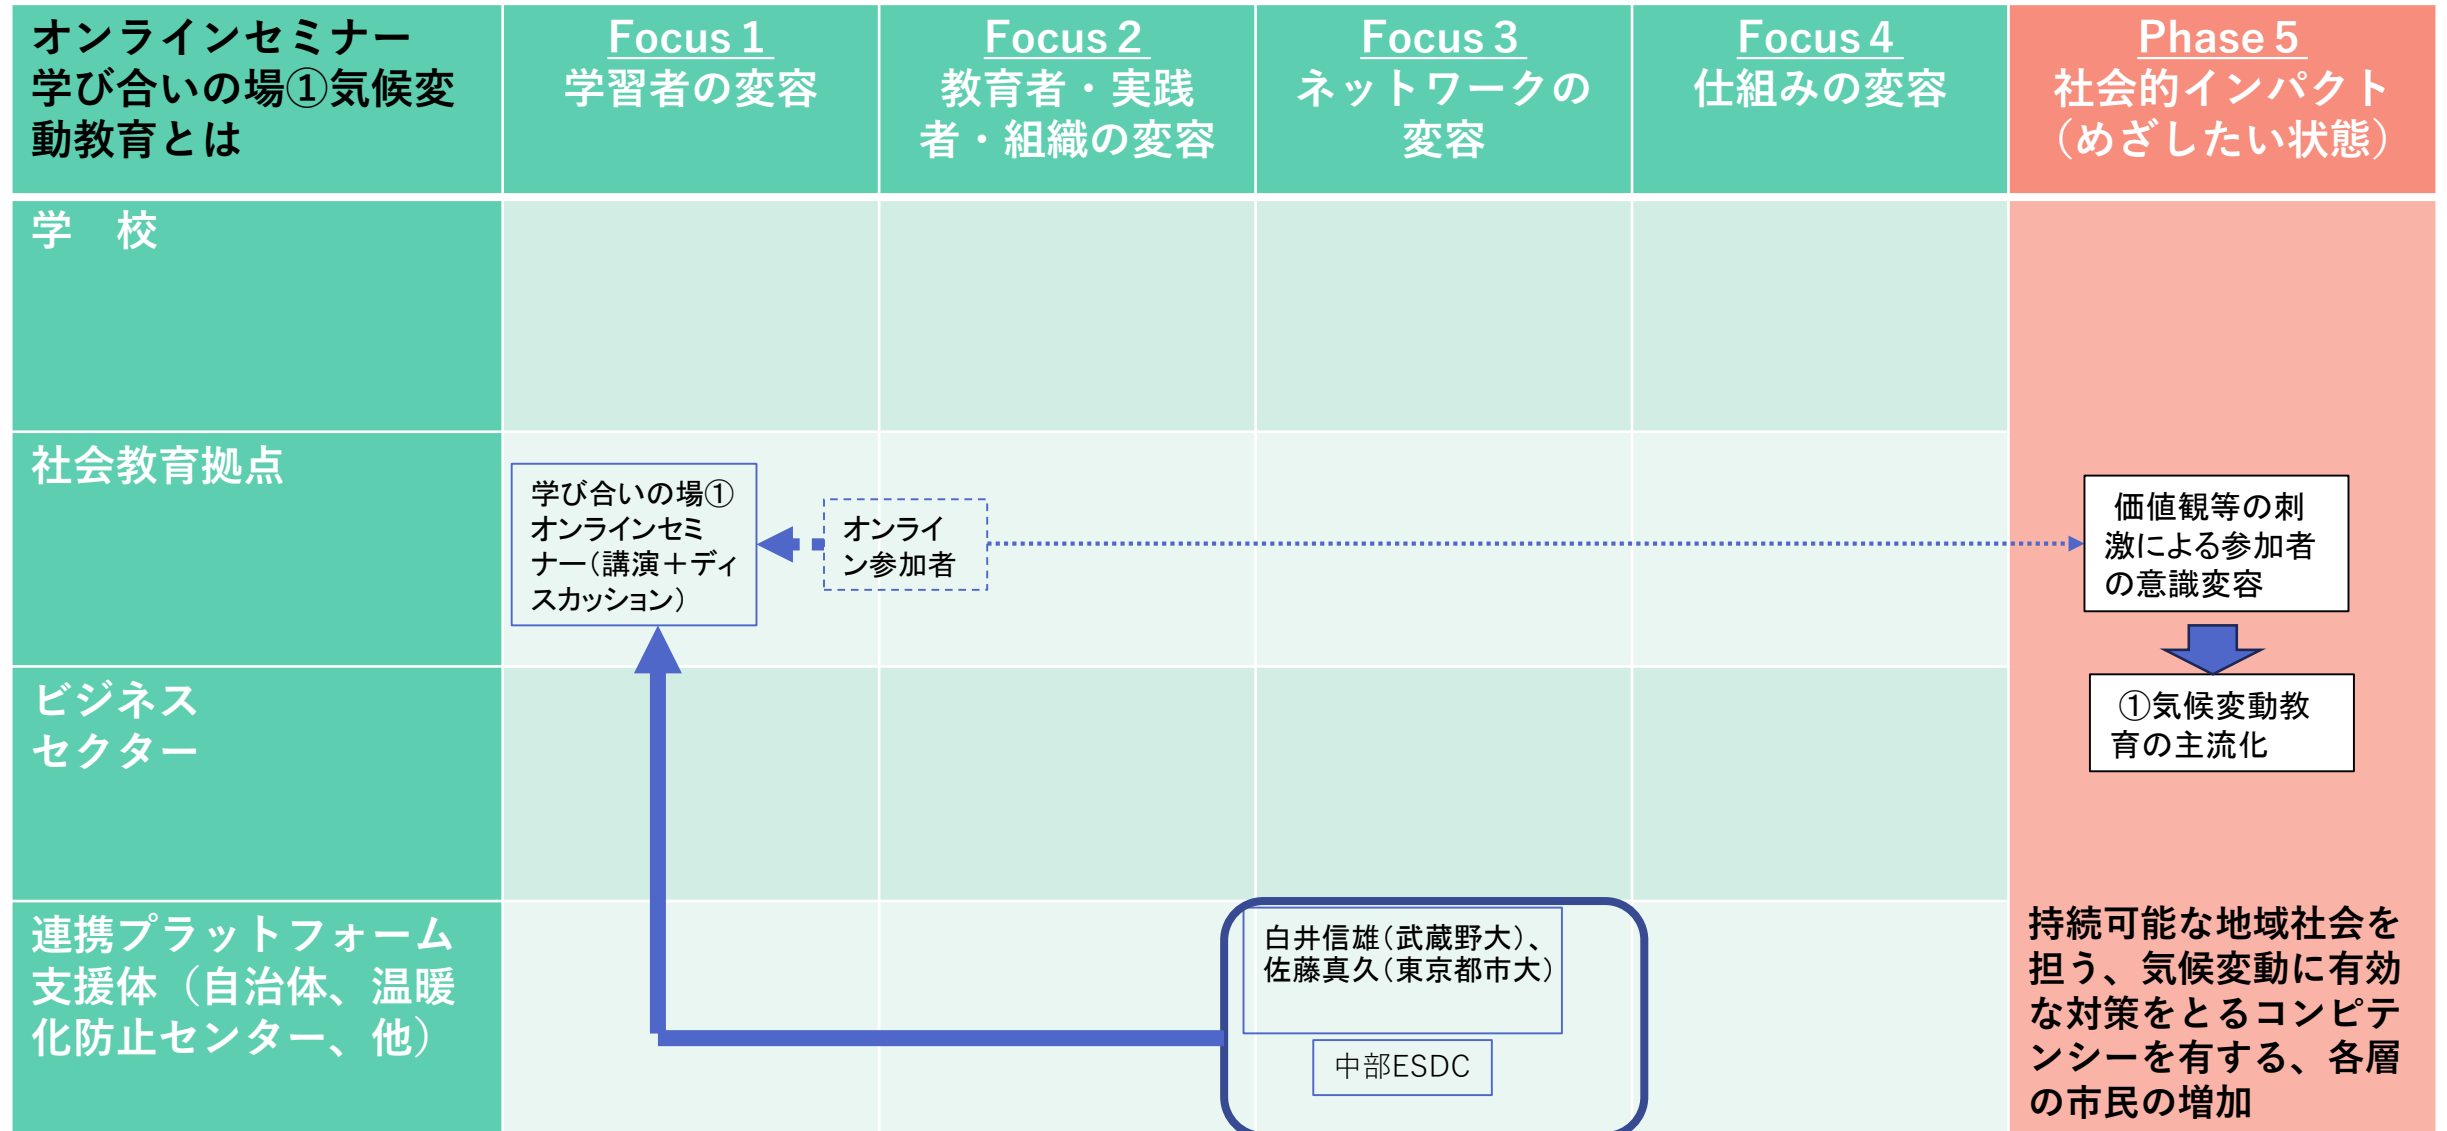 オンラインセミナー
学び合いの場①気候変
動教育とは
Focus 1
学習者の変容
Focus 2
教育者・実践
者・組織の変容
Focus 3
ネットワークの
変容
Focus 4
仕組みの変容
Phase 5
社会的インパクト
（めざしたい状態）
学　校
社会教育拠点
学び合いの場①
オンラインセミ
ナー（講演＋ディ
スカッション）
オンライ
ン参加者
価値観等の刺
激による参加者
の意識変容
ビジネス
セクター
①気候変動教
育の主流化
連携プラットフォーム
支援体（自治体、温暖
化防止センター、他）
白井信雄（武蔵野大）、
佐藤真久（東京都市大）
中部ESDC
持続可能な地域社会を
担う、気候変動に有効
な対策をとるコンピテ
ンシーを有する、各層
の市民の増加